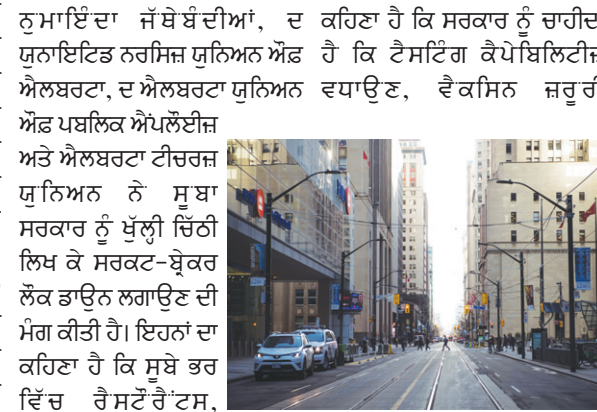 ਨੁਮਾਇੰਦਾ ਜੱਥੇਬੰਦੀਆਂ, ਦ
ਯੁਨਾਇਟਿਡ ਨਰਸਿਜ਼ ਯੁਨਿਅਨ ਔਫ਼
ਐਲਬਰਟਾ, ਦ ਐਲਬਰਟਾ ਯੁਨਿਅਨ
ਔਫ਼ ਪਬਲਿਕ ਐਂਪਲੌਈਜ਼
ਅਤੇ ਐਲਬਰਟਾ ਟੀਚਰਜ਼
ਯੁਨਿਅਨ ਨੇ ਸੂਬਾ
ਸਰਕਾਰ ਨੂੰ ਖੁੱਲ੍ਹੀ ਚਿੱਠੀ
ਲਿਖ ਕੇ ਸਰਕਟ-ਬ੍ਰੇਕਰ
ਲੌਕ ਡਾਉਨ ਲਗਾਉਣ ਦੀ
ਮੰਗ ਕੀਤੀ ਹੈ। ਇਹਨਾਂ ਦਾ
ਕਹਿਣਾ ਹੈ ਕਿ ਸੂਬੇ ਭਰ
ਵਿੱਚ ਰੈਸਟੌਰੈਂਟਸ,
ਕਹਿਣਾ ਹੈ ਕਿ ਸਰਕਾਰ ਨੂੰ ਚਾਹੀਦਾ
ਹੈ ਕਿ ਟੈਸਟਿੰਗ ਕੈਪੇਬਿਲਿਟੀਜ਼
ਵਧਾਉਣ, ਵੈਕਸਿਨ ਜ਼ਰੂਰੀ